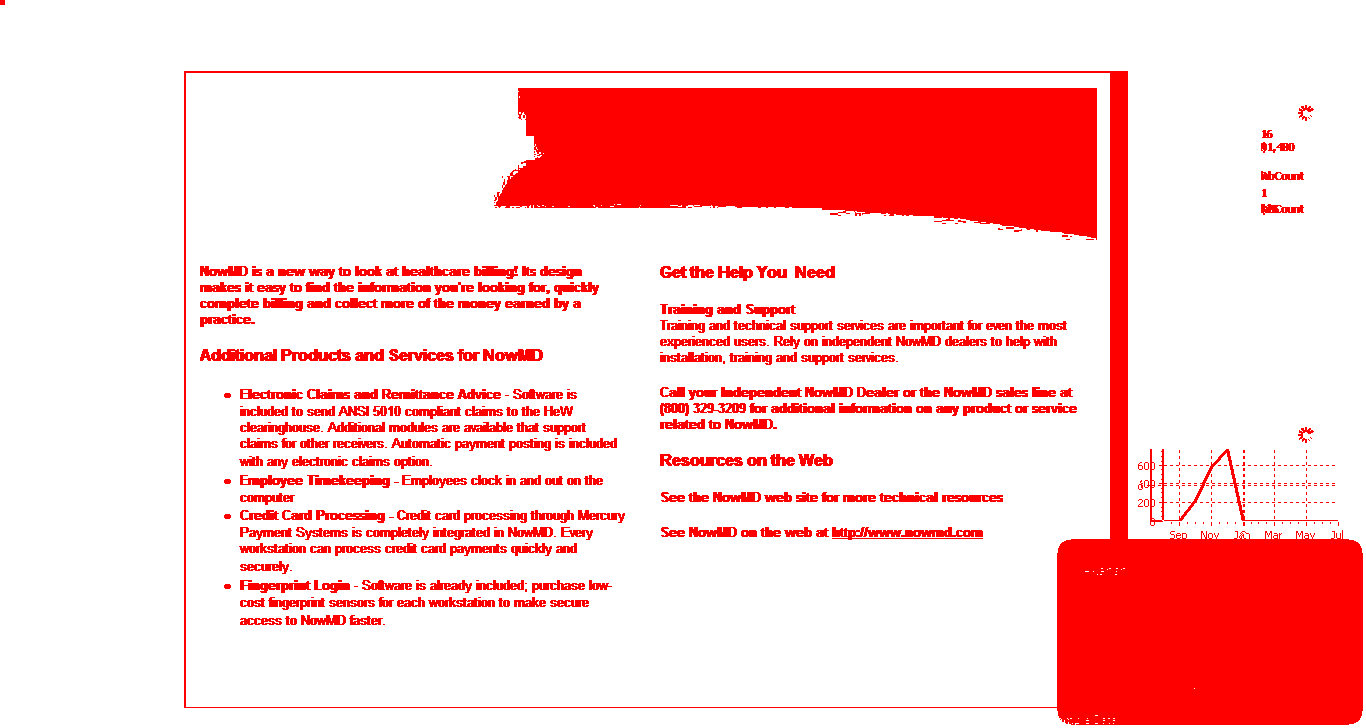 NowMD is a new way to look at healthcare billing! Its design
makes it easy to find the information you're looking for, quickly
complete billing and collect more of the money earned by a
practice.
Additional Products and Services for NowMD
• Electronic Claims and Remittance Advice - Software is
included to send ANSI 5010 compliant claims to the HeW
clearinghouse. Additional modules are available that support
claims for other receivers. Automatic payment posting is included
with any electronic claims option.
• Employee Timekeeping - Employees clock in and out on the
computer
• Credit Card Processing - Credit card processing through Mercury
Payment Systems is completely integrated in NowMD. Every
workstation can process credit card payments quickly and
securely.
• Fingerprint Login - Software is already included; purchase low-
cost fingerprint sensors for each workstation to make secure
access to NowMD faster.
Get the Help You Need
Training and Support
Training and technical support services are important for even the most
experienced users. Rely on independent NowMD dealers to help with
installation, training and support services.
Call your Independent NowMD Dealer or the NowMD sales line at
(800) 329-3209 for additional information on any product or service
related to NowMD.
Resources on the Web
See the NowMD web site for more technical resources
See NowMD on the web at http://www.nowmd.com
Count
1
Count
600
400
200
Sep Nov Jan Mar May Jul